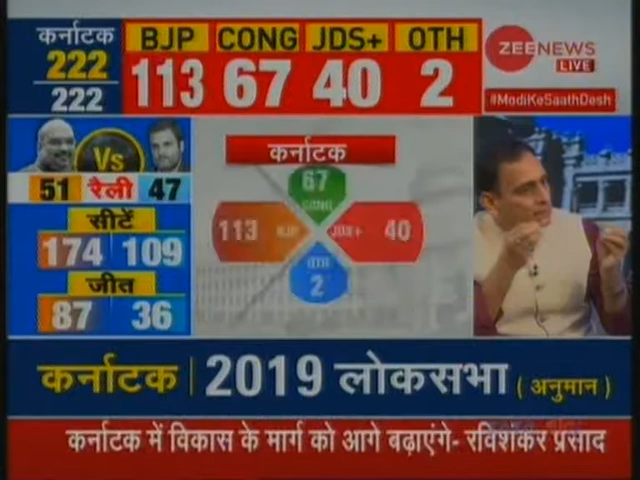 कर्नाटक
222
222
BJP CONG JDS+ OTH
113 67 40 2
ZEE NEWS
LIVE
#ModiKeSaathDesh
Vs
51 रैली 47
सीटें
174 109
जीत
87 36
कर्नाटक
67
CONG
113 BJP JDS+ 40
OTH
2
कर्नाटक 2019 लोकसभा (अनुमान)
कर्नाटक में विकास के मार्ग को आगे बढ़ाएंगे- रविशंकर प्रसाद